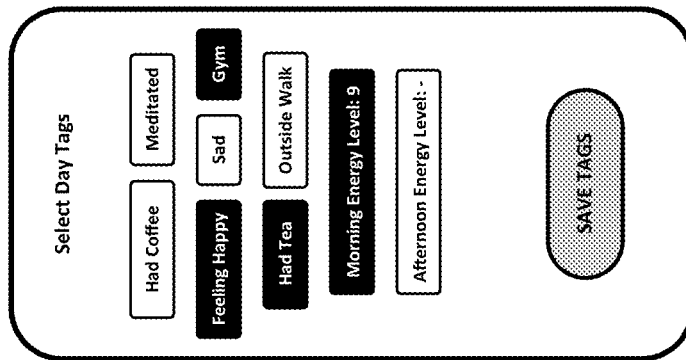 Select Day Tags
Had Coffee Meditated
Feeling Happy Sad Gym
Had Tea Outside Walk
Morning Energy Level: 9
Afternoon Energy Level: -
SAVE TAGS